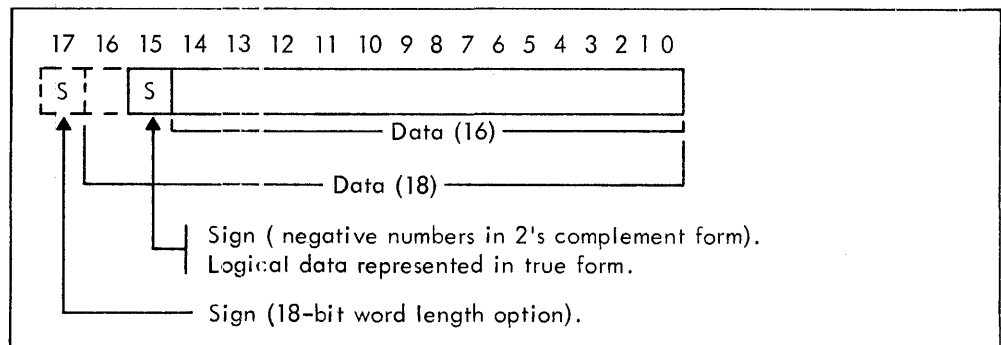 17 16 15 14 13 12 11 10 9 8 7 6 5 4 3 2 1 0
S S
Data (16)
Data (18)
Sign ( negative numbers in 2's complement form).
Logical data represented in true form.
Sign (18-bit word length option).